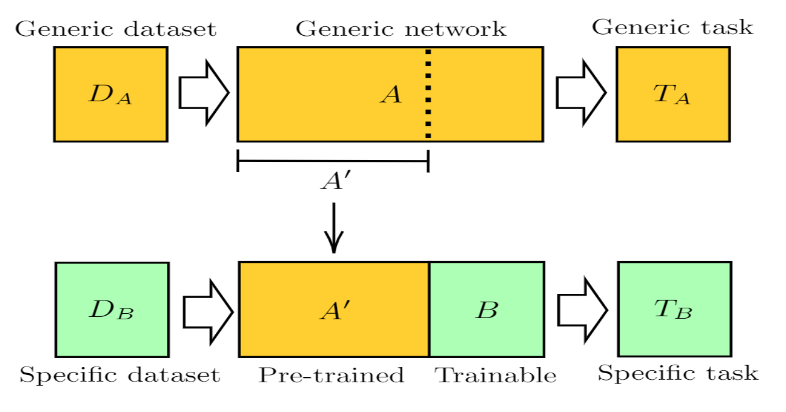 Generic dataset Generic network Generic task
D_A A T_A
A′
D_B A′ B T_B
Specific dataset Pre-trained Trainable Specific task